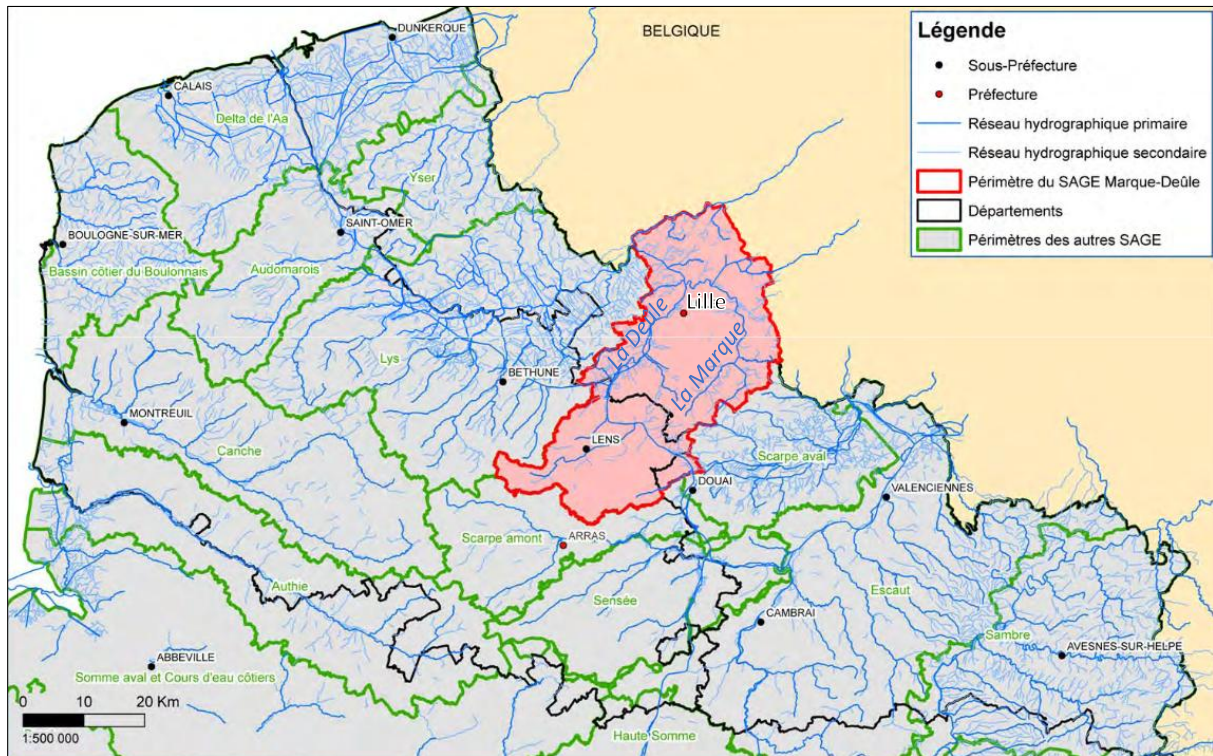 DUNKERQUE
BELGIQUE
CALAIS
Delta de l'Aa
Yser
SAINT-OMER
BOULOGNE-SUR-MER
Bassin côtier du Boulonnais
Audomarois
Lille
La Deûle
La Marque
Lys
BETHUNE
MONTREUIL
Canche
LENS
Scarpe aval
DOUAI
VALENCIENNES
Scarpe amont
ARRAS
Authie
Sensée
Escaut
CAMBRAI
Sambre
AVESNES-SUR-HELPE
ABBEVILLE
Somme aval et Cours d'eau côtiers
Haute Somme
0 10 20 Km
1:500 000
Légende
Sous-Préfecture
Préfecture
Réseau hydrographique primaire
Réseau hydrographique secondaire
Périmètre du SAGE Marque-Deûle
Départements
Périmètres des autres SAGE